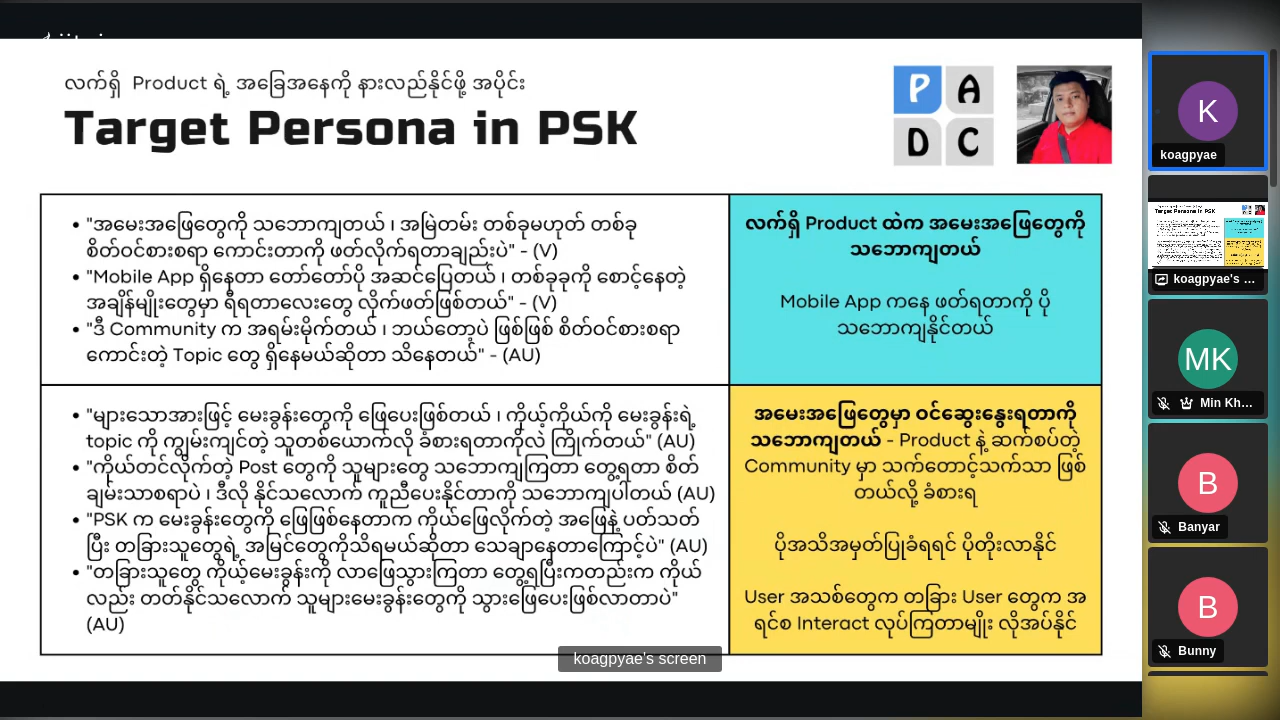 လက်ရှိ Product ရဲ့ အခြေအနေကို နားလည်နိုင်ဖို့ အပိုင်း
Target Persona in PSK
P A
D C
• "အမေးအဖြေတွေကို သဘောကျတယ်၊ အမြဲတမ်း တစ်ခုမဟုတ် တစ်ခု
စိတ်ဝင်စားစရာ ကောင်းတာကို ဖတ်လိုက်ရတာချည်းပဲ" - (V)
• "Mobile App ရှိနေတာ တော်တော်ပို အဆင်ပြေတယ်၊ တစ်ခုခုကို စောင့်နေတဲ့
အချိန်မျိုးတွေမှာ ရီရတာလေးတွေ လိုက်ဖတ်ဖြစ်တယ်" - (V)
• "ဒီ Community က အရမ်းမိုက်တယ်၊ ဘယ်တော့ပဲ ဖြစ်ဖြစ် စိတ်ဝင်စားစရာ
ကောင်းတဲ့ Topic တွေ ရှိနေမယ်ဆိုတာ သိနေတယ်" - (AU)
လက်ရှိ Product ထဲက အမေးအဖြေတွေကို
သဘောကျတယ်
Mobile App ကနေ ဖတ်ရတာကို ပို
သဘောကျနိုင်တယ်
• "များသောအားဖြင့် မေးခွန်းတွေကို ဖြေပေးဖြစ်တယ်၊ ကိုယ့်ကိုယ်ကို မေးခွန်းရဲ့
topic ကို ကျွမ်းကျင်တဲ့ သူတစ်ယောက်လို ခံစားရတာကိုလဲ ကြိုက်တယ်" (AU)
• "ကိုယ်တင်လိုက်တဲ့ Post တွေကို သူများတွေ သဘောကျကြတာ တွေ့ရတာ စိတ်
ချမ်းသာစရာပဲ၊ ဒီလို နိုင်သလောက် ကူညီပေးနိုင်တာကို သဘောကျပါတယ် (AU)
• "PSK က မေးခွန်းတွေကို ဖြေဖြစ်နေတာက ကိုယ်ဖြေလိုက်တဲ့ အဖြေနဲ့ ပတ်သတ်
ပြီး တခြားသူတွေရဲ့ အမြင်တွေကိုသိရမယ်ဆိုတာ သေချာနေတာကြောင့်ပဲ" (AU)
• "တခြားသူတွေ ကိုယ့်မေးခွန်းကို လာဖြေသွားကြတာ တွေ့ရပြီးကတည်းက ကိုယ်
လည်း တတ်နိုင်သလောက် သူများမေးခွန်းတွေကို သွားဖြေပေးဖြစ်လာတာပဲ"
(AU)
အမေးအဖြေတွေမှာ ဝင်ဆွေးနွေးရတာကို
သဘောကျတယ် - Product နဲ့ ဆက်စပ်တဲ့
Community မှာ သက်တောင့်သက်သာ ဖြစ်
တယ်လို့ ခံစားရ
ပိုအသိအမှတ်ပြုခံရရင် ပိုတိုးလာနိုင်
User အသစ်တွေက တခြား User တွေက အ
ရင်စ Interact လုပ်ကြတာမျိုး လိုအပ်နိုင်
koagpyae's screen
K
koagpyae
Target Persona in PSK
koagpyae's ...
MK
Min Kh...
B
Banyar
B
Bunny